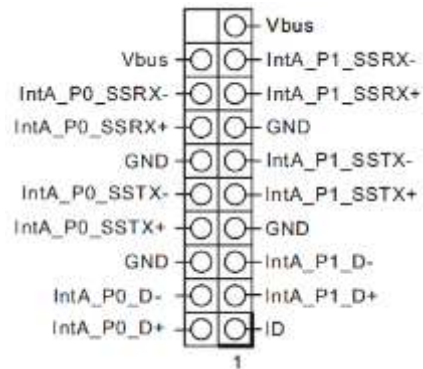 Vbus
Vbus IntA_P1_SSRX-
IntA_P0_SSRX- IntA_P1_SSRX+
IntA_P0_SSRX+ GND
GND IntA_P1_SSTX-
IntA_P0_SSTX- IntA_P1_SSTX+
IntA_P0_SSTX+ GND
GND IntA_P1_D-
IntA_P0_D- IntA_P1_D+
IntA_P0_D+ ID
1